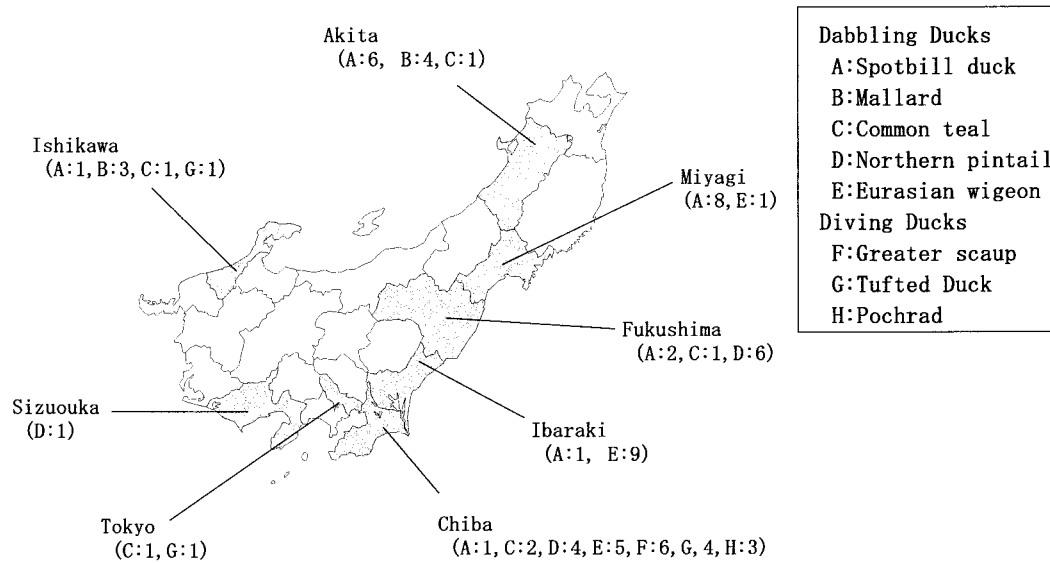 Akita
(A:6, B:4, C:1)
Ishikawa
(A:1, B:3, C:1, G:1)
Miyagi
(A:8, E:1)
Fukushima
(A:2, C:1, D:6)
Sizuouka
(D:1)
Ibaraki
(A:1, E:9)
Tokyo
(C:1, G:1)
Chiba
(A:1, C:2, D:4, E:5, F:6, G, 4, H:3)
Dabbling Ducks
A:Spotbill duck
B:Mallard
C:Common teal
D:Northern pintail
E:Eurasian wigeon
Diving Ducks
F:Greater scaup
G:Tufted Duck
H:Pochrad